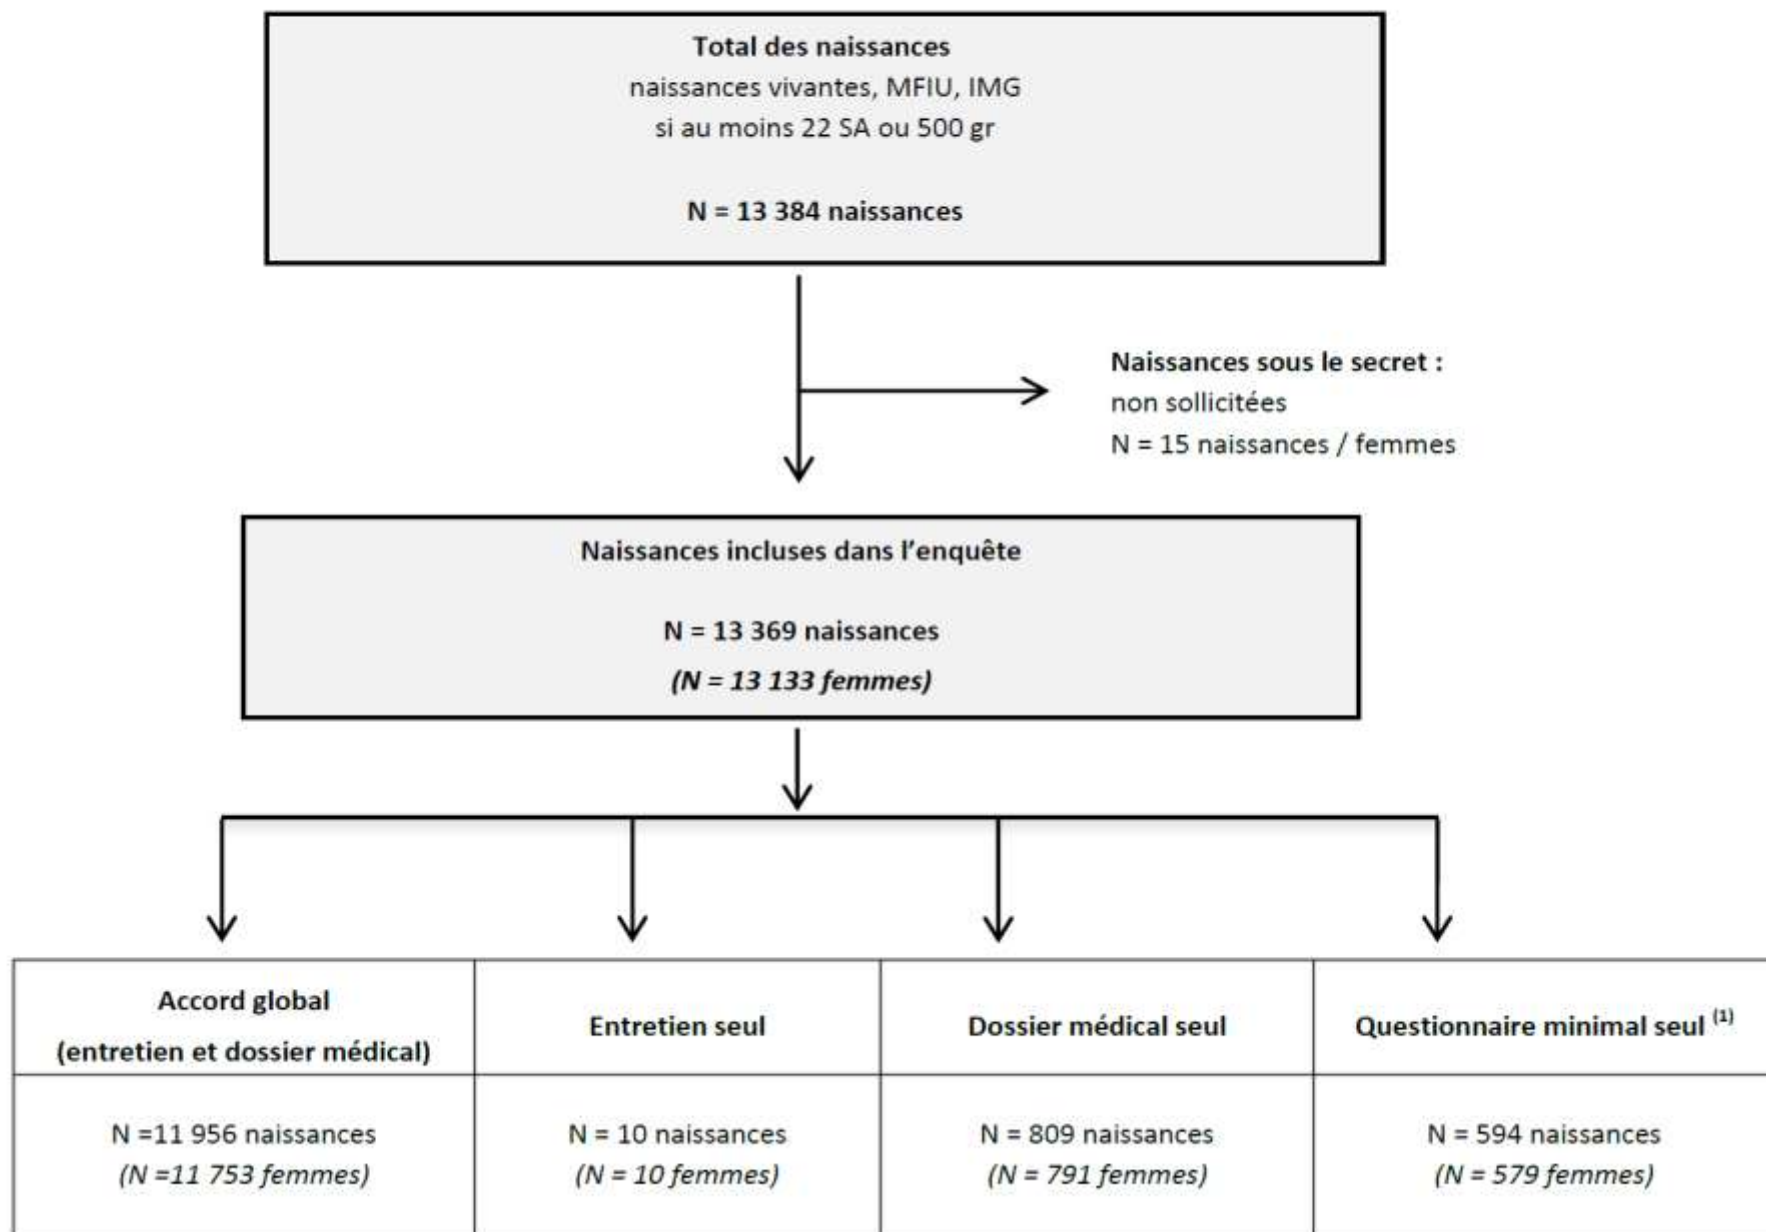 Total des naissances
naissances vivantes, MFIU, IMG
si au moins 22 SA ou 500 gr
N = 13 384 naissances
Naissances sous le secret :
non sollicitées
N = 15 naissances / femmes
Naissances incluses dans l'enquête
N = 13 369 naissances
(N = 13 133 femmes)
Accord global
(entretien et dossier médical)
Entretien seul
Dossier médical seul
Questionnaire minimal seul (1)
N =11 956 naissances
(N =11 753 femmes)
N = 10 naissances
(N = 10 femmes)
N = 809 naissances
(N = 791 femmes)
N = 594 naissances
(N = 579 femmes)